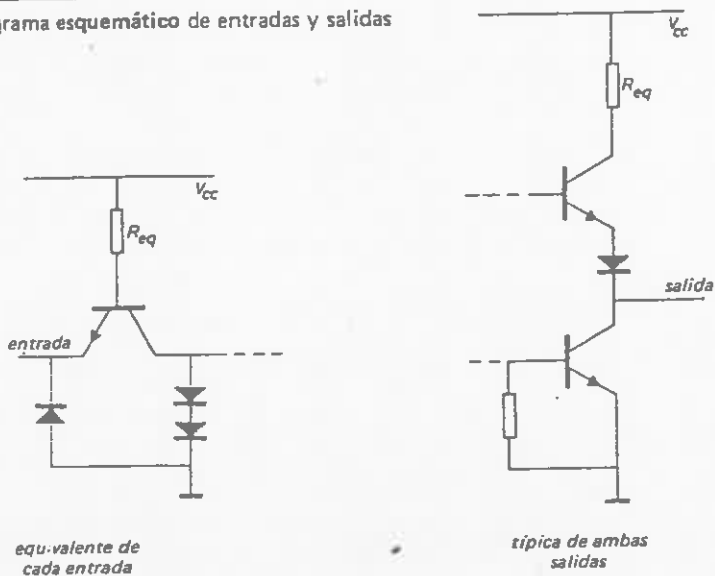 grama esquemático de entradas y salidas
Vcc
Req
Vcc
Req
entrada
salida
equ:valente de
cada entrada
típica de ambas
salidas